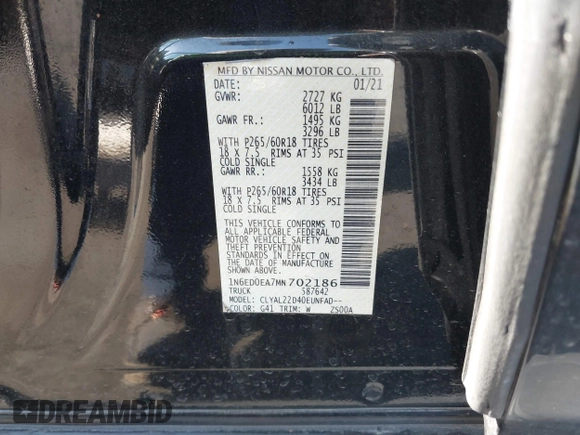 MFD BY NISSAN MOTOR CO., LTD.
DATE: 01/21
GVWR: 2727 KG
6012 LB
GAWR FR.: 1495 KG
3296 LB
WITH P265/60R18 TIRES
18 X 7.5 RIMS AT 35 PSI
COLD SINGLE
GAWR RR.: 1558 KG
3434 LB
WITH P265/60R18 TIRES
18 X 7.5 RIMS AT 35 PSI
COLD SINGLE
THIS VEHICLE CONFORMS TO
ALL APPLICABLE FEDERAL
MOTOR VEHICLE SAFETY AND
THEFT PREVENTION
STANDARDS IN EFFECT ON
THE DATE OF MANUFACTURE
SHOWN ABOVE.
1N6ED0EA7MN702186
TRUCK 587642
MODEL: CLYAL22D40EUNFAD--
COLOR: G41 TRIM: W ZS00A
DREAMBID